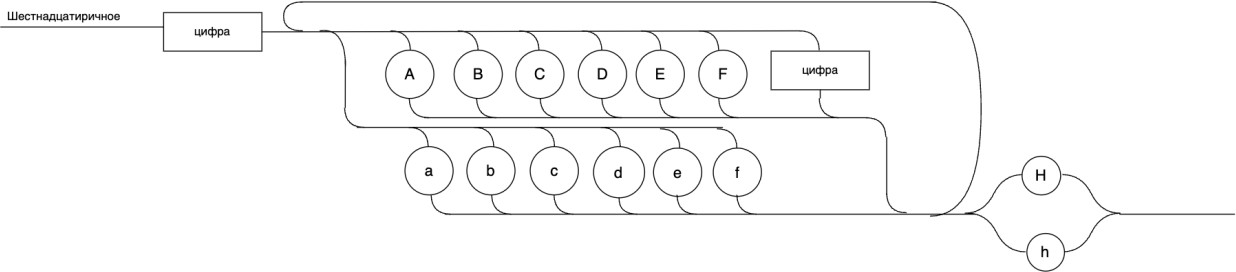 Шестнадцатиричное
цифра
A B C D E F цифра
a b c d e f
H
h